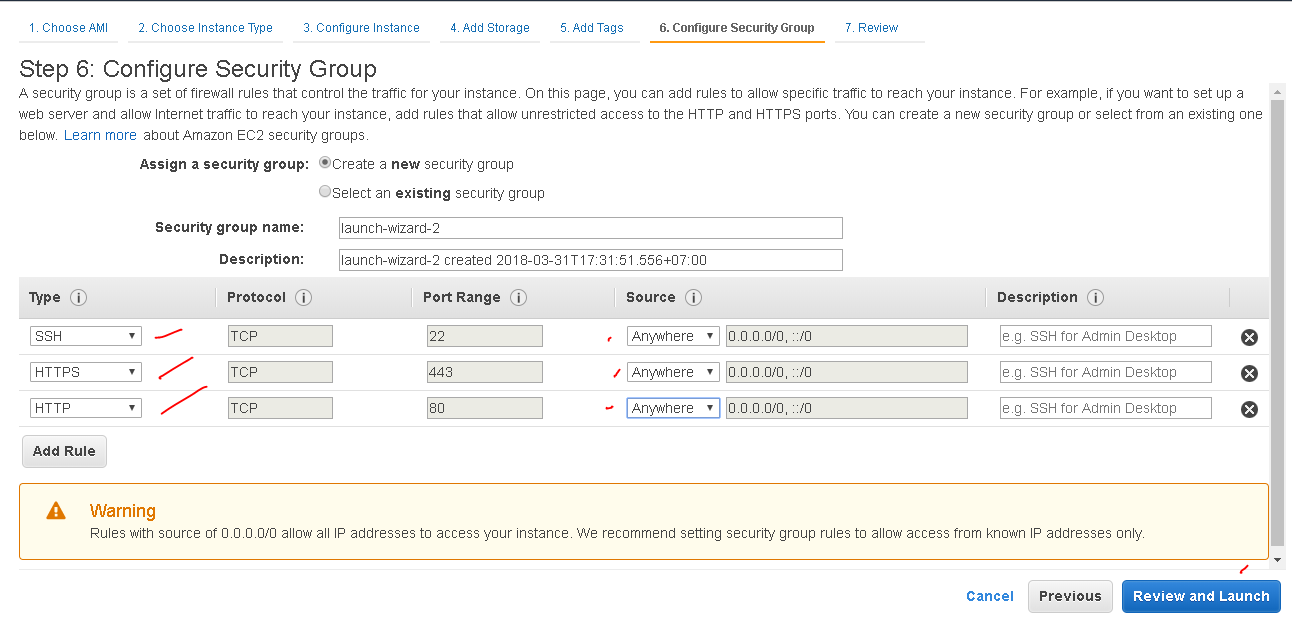 1. Choose AMI 2. Choose Instance Type 3. Configure Instance 4. Add Storage 5. Add Tags 6. Configure Security Group 7. Review
Step 6: Configure Security Group
A security group is a set of firewall rules that control the traffic for your instance. On this page, you can add rules to allow specific traffic to reach your instance. For example, if you want to set up a
web server and allow Internet traffic to reach your instance, add rules that allow unrestricted access to the HTTP and HTTPS ports. You can create a new security group or select from an existing one
below. Learn more about Amazon EC2 security groups.
Assign a security group: Create a new security group
Select an existing security group
Security group name: launch-wizard-2
Description: launch-wizard-2 created 2018-03-31T17:31:51.556+07:00
Type i Protocol i Port Range i Source i Description i
SSH TCP 22 Anywhere 0.0.0.0/0, ::/0 e.g. SSH for Admin Desktop
HTTPS TCP 443 Anywhere 0.0.0.0/0, ::/0 e.g. SSH for Admin Desktop
HTTP TCP 80 Anywhere 0.0.0.0/0, ::/0 e.g. SSH for Admin Desktop
Add Rule
Warning
Rules with source of 0.0.0.0/0 allow all IP addresses to access your instance. We recommend setting security group rules to allow access from known IP addresses only.
Cancel Previous Review and Launch